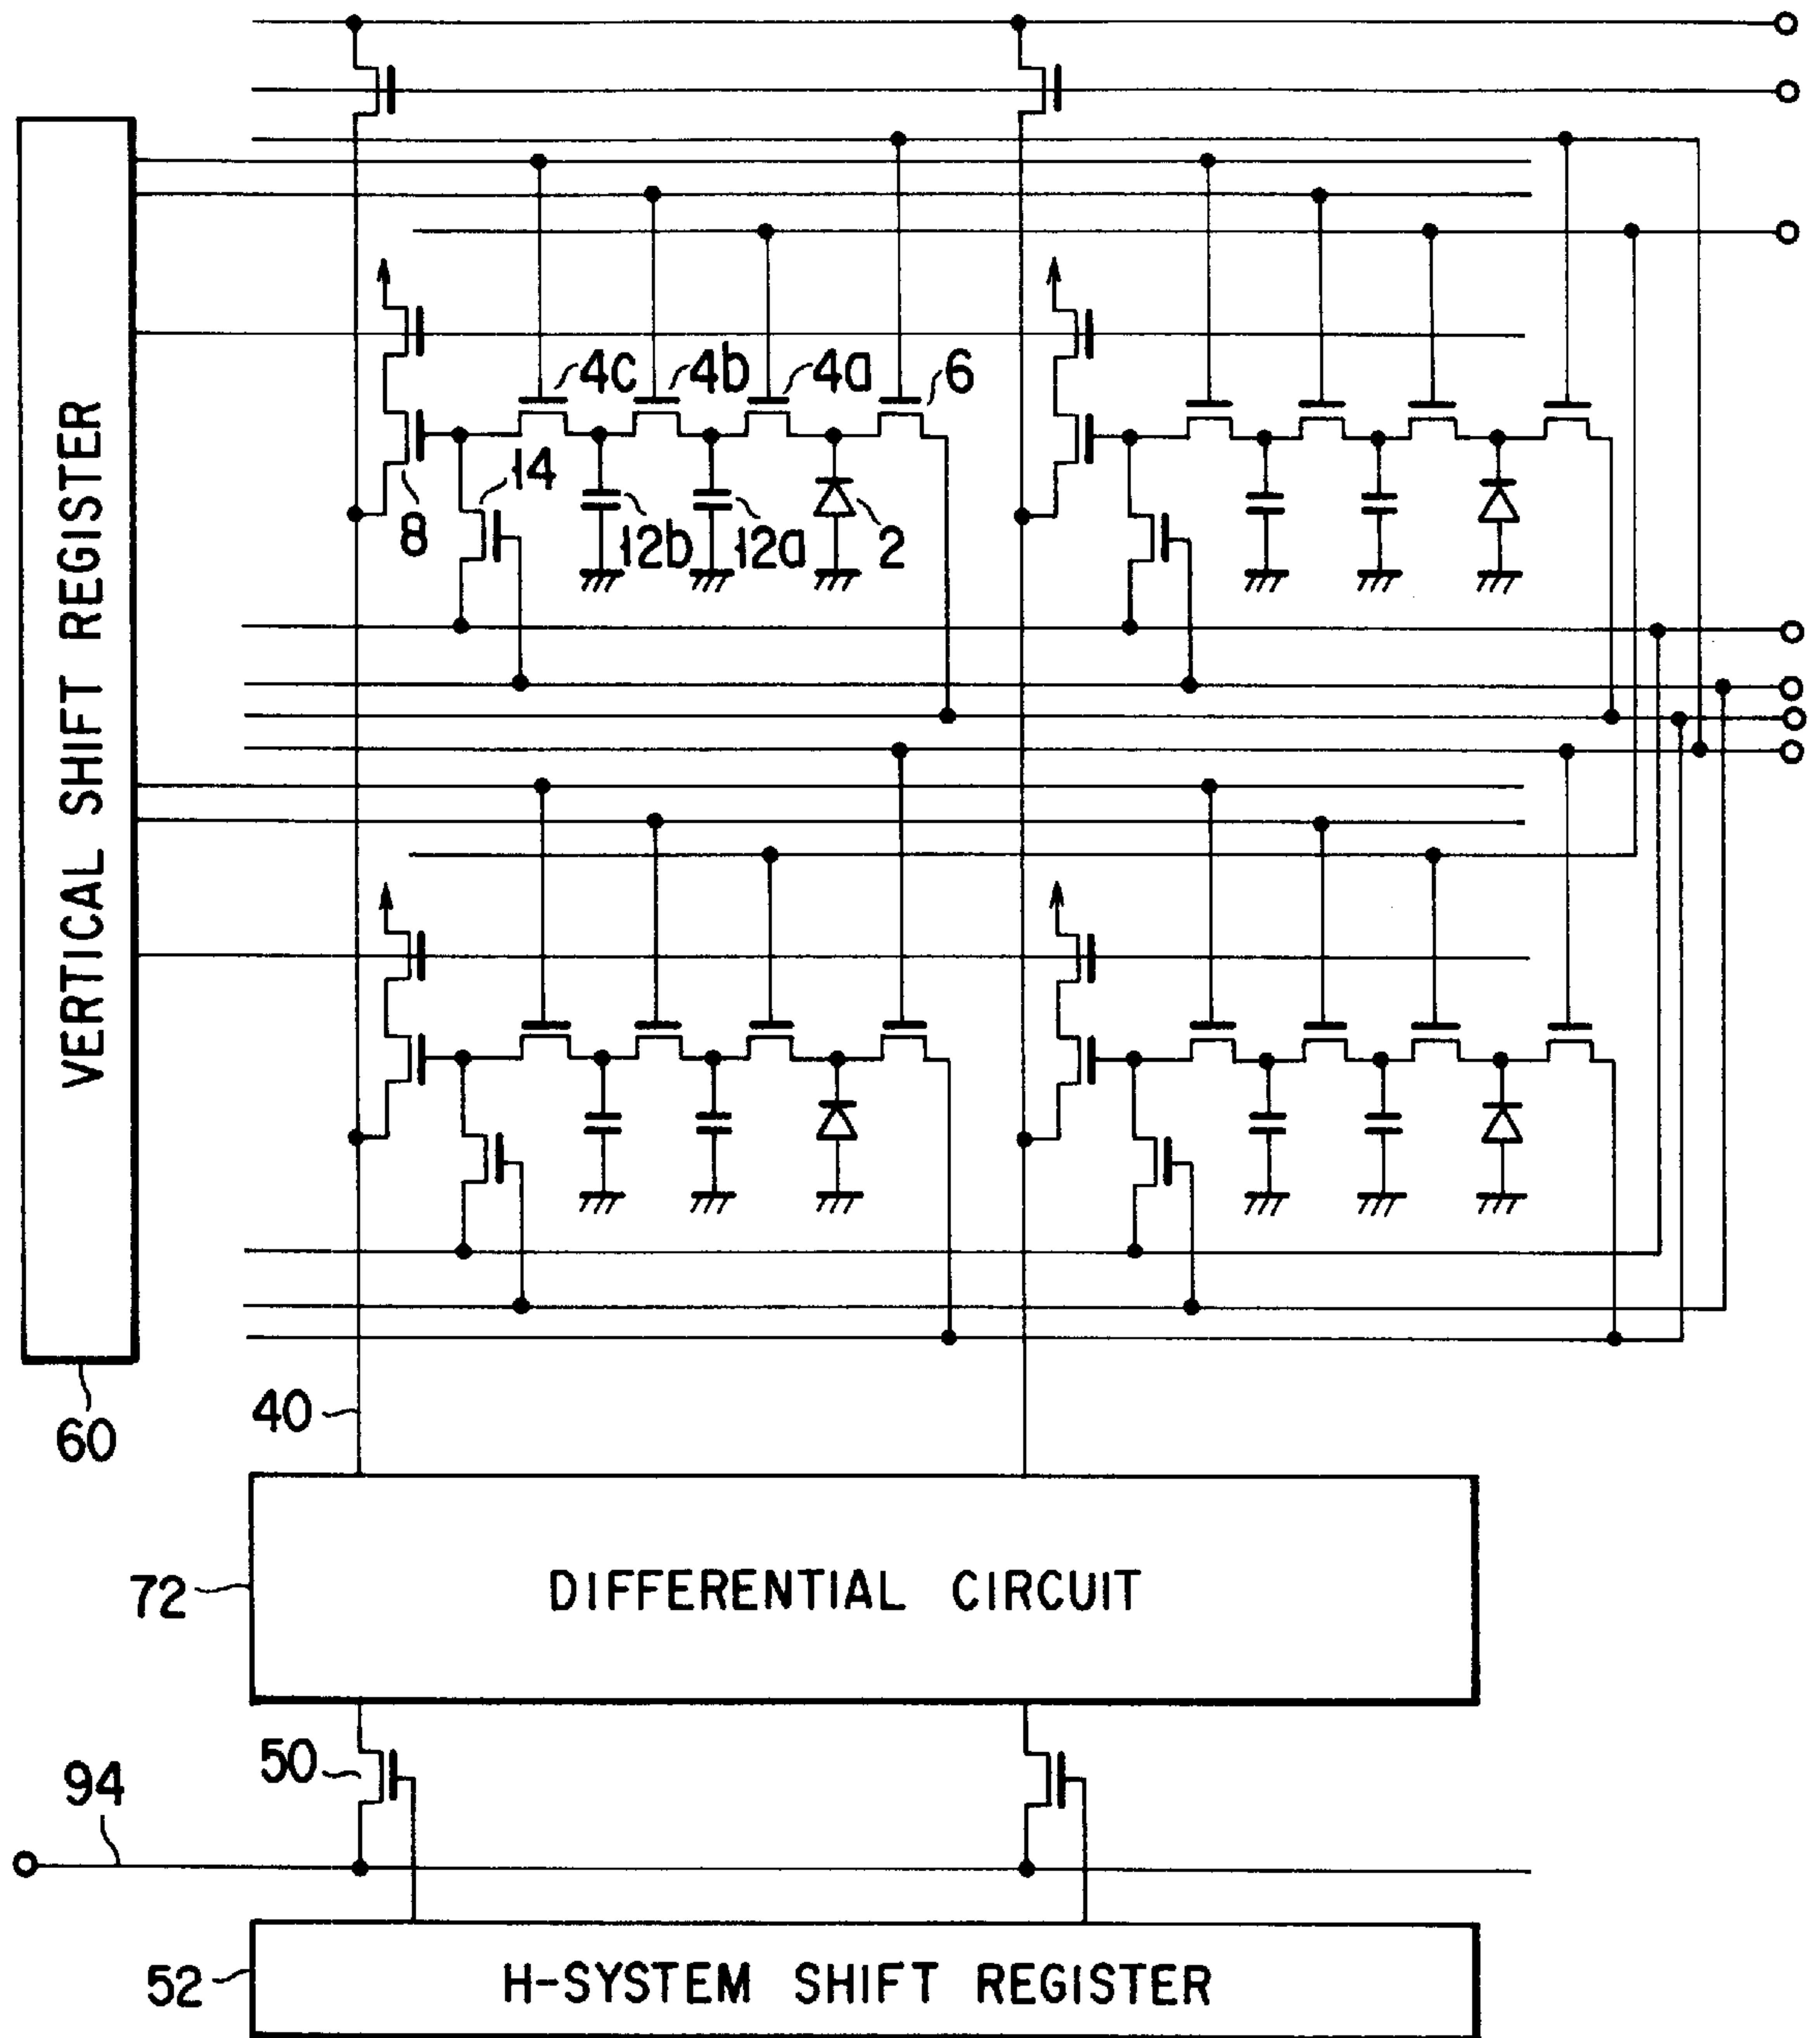 VERTICAL SHIFT REGISTER
4c
4b
4a
6
8
14
12b
12a
2
60
40
72
DIFFERENTIAL CIRCUIT
50
94
52
H-SYSTEM SHIFT REGISTER